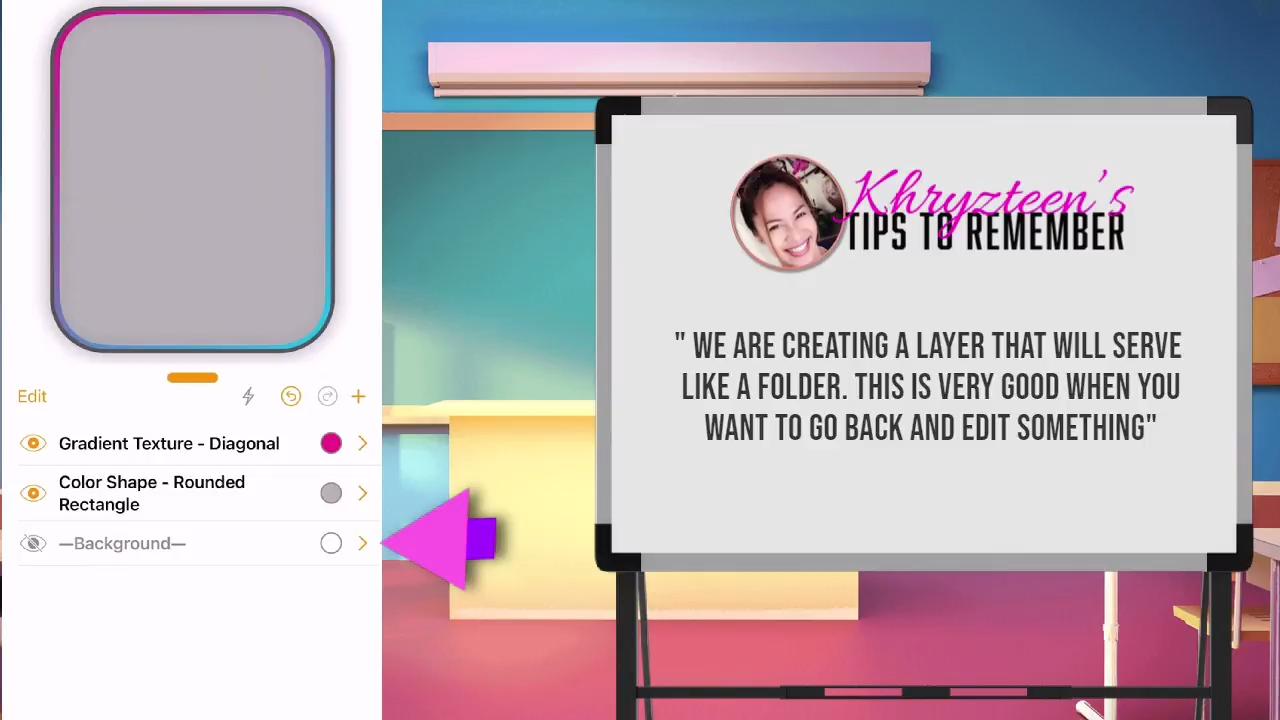 Edit
Gradient Texture - Diagonal
Color Shape - Rounded
Rectangle
—Background—
Khryzteen's
TIPS TO REMEMBER
" WE ARE CREATING A LAYER THAT WILL SERVE
LIKE A FOLDER. THIS IS VERY GOOD WHEN YOU
WANT TO GO BACK AND EDIT SOMETHING"